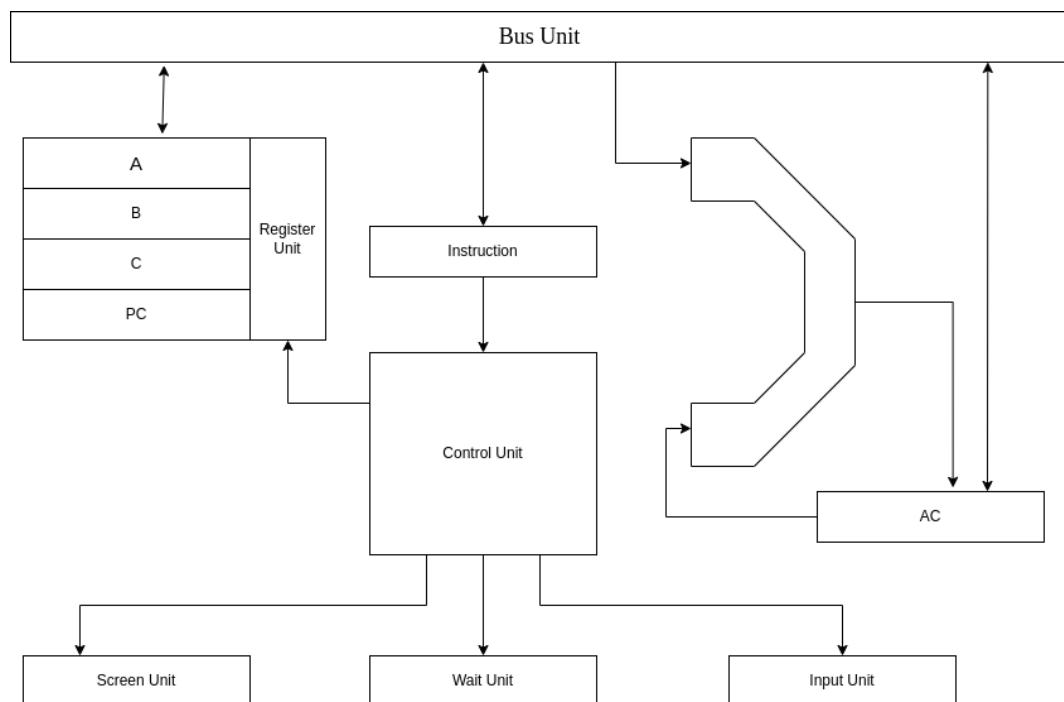 Bus Unit
A
B
C
PC
Register
Unit
Instruction
Control Unit
AC
Screen Unit
Wait Unit
Input Unit